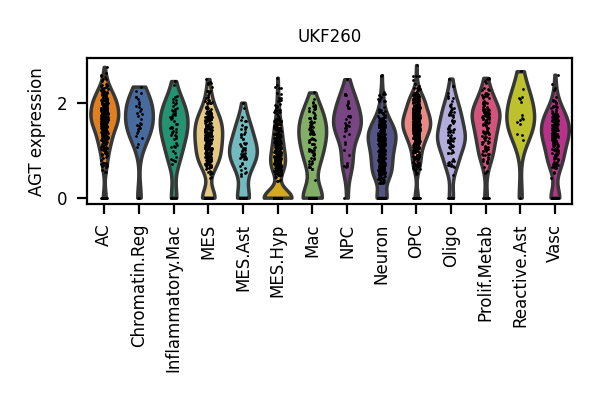 UKF260
AGT expression
2
0
AC
Chromatin.Reg
Inflammatory.Mac
MES
MES.Ast
MES.Hyp
Mac
NPC
Neuron
OPC
Oligo
Prolif.Metab
Reactive.Ast
Vasc